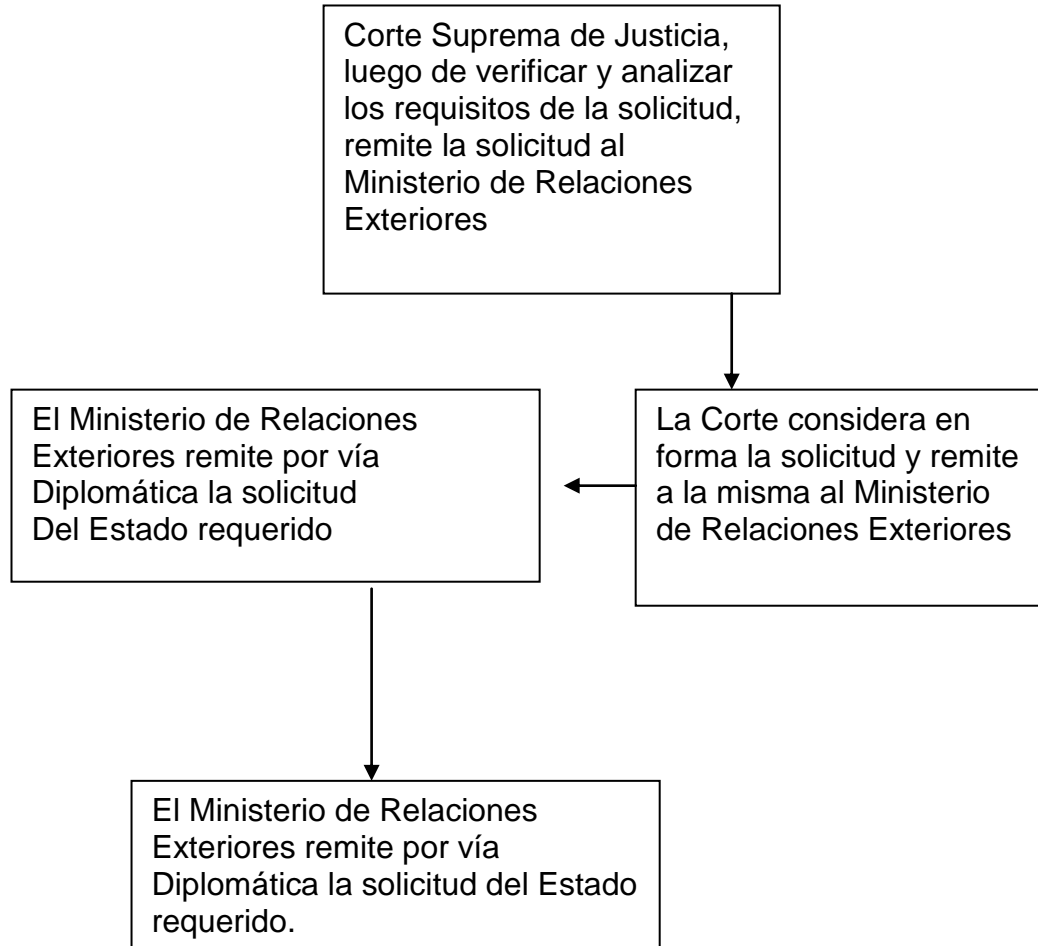 Corte Suprema de Justicia,
luego de verificar y analizar
los requisitos de la solicitud,
remite la solicitud al
Ministerio de Relaciones
Exteriores
La Corte considera en
forma la solicitud y remite
a la misma al Ministerio
de Relaciones Exteriores
El Ministerio de Relaciones
Exteriores remite por vía
Diplomática la solicitud
Del Estado requerido
El Ministerio de Relaciones
Exteriores remite por vía
Diplomática la solicitud del Estado
requerido.